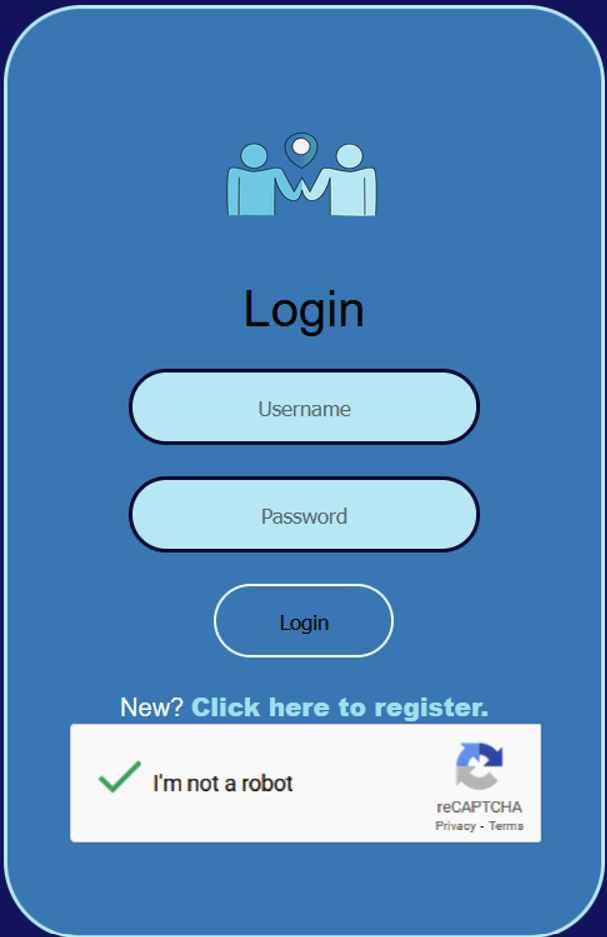 Login
Username
Password
Login
New? Click here to register.
I'm not a robot
reCAPTCHA
Privacy - Terms